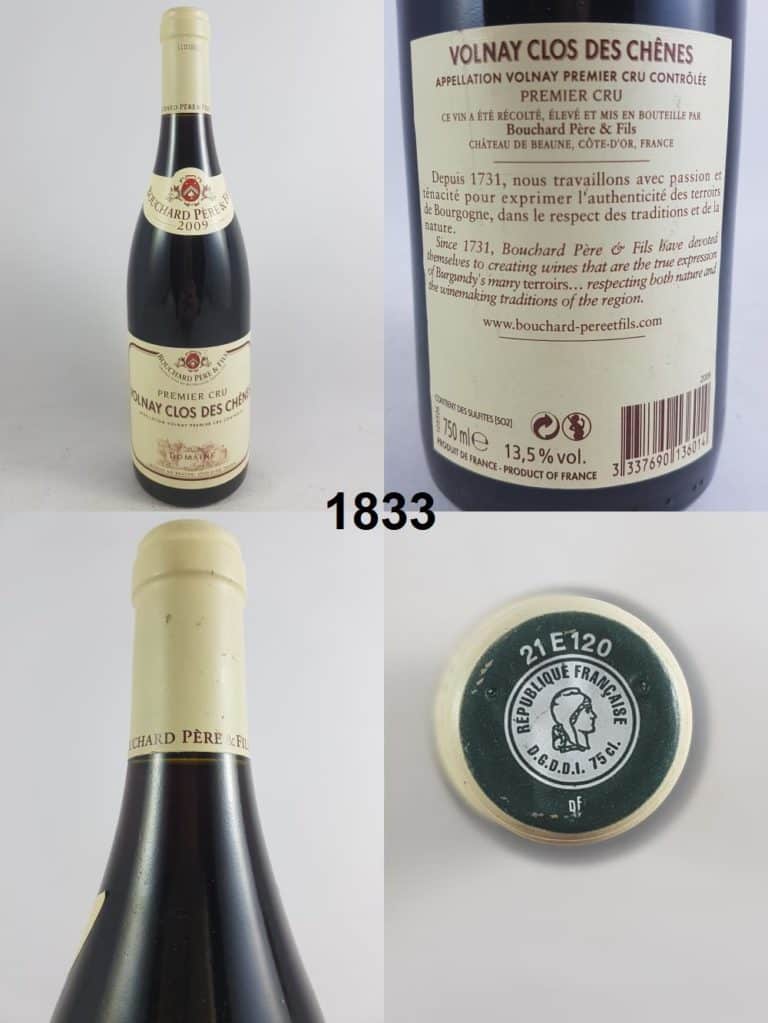 BOUCHARD PÈRE & FILS
2009
BOUCHARD PÈRE & FILS
PREMIER CRU
VOLNAY CLOS DES CHÊNES
APPELLATION VOLNAY PREMIER CRU CONTRÔLÉE
DOMAINE
VOLNAY CLOS DES CHÊNES
APPELLATION VOLNAY PREMIER CRU CONTRÔLÉE
PREMIER CRU
CE VIN A ÉTÉ RÉCOLTÉ, ÉLEVÉ ET MIS EN BOUTEILLE PAR
Bouchard Père & Fils
CHÂTEAU DE BEAUNE, CÔTE-D'OR, FRANCE
Depuis 1731, nous travaillons avec passion et
ténacité pour exprimer l'authenticité des terroirs
de Bourgogne, dans le respect des traditions et de la
nature.
Since 1731, Bouchard Père & Fils have devoted
themselves to creating wines that are the true expression
of Burgundy's many terroirs... respecting both nature and
the winemaking traditions of the region.
www.bouchard-pereetfils.com
2009
CONTIENT DES SULFITES [SO2]
750 ml e
13,5 % vol.
PRODUIT DE FRANCE - PRODUCT OF FRANCE
3 337690 136014
1833
UCHARD PÈRE & FIL
21 E 120
RÉPUBLIQUE FRANÇAISE
D.G.D.D.I. 75 cl.